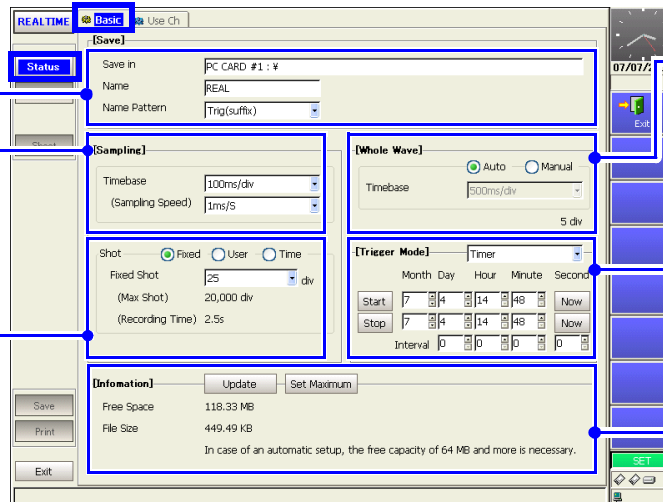 REALTIME Basic Use Ch
[Save]
Status
Save in PC CARD #1 : ¥
07/07/
Name REAL
Name Pattern Trig(suffix)
Exit
[Sampling]
[Whole Wave]
Auto Manual
Timebase 100ms/div
Timebase 500ms/div
(Sampling Speed) 1ms/S
5 div
Shot Fixed User Time
[Trigger Mode] Timer
Fixed Shot 25 div
Month Day Hour Minute Second
(Max Shot) 20,000 div
Start 7 4 14 48 Now
(Recording Time) 2.5s
Stop 7 4 14 48 Now
Interval 0 0 0 0
[Infomation] Update Set Maximum
Free Space 118.33 MB
Save
File Size 449.49 KB
Print
In case of an automatic setup, the free capacity of 64 MB and more is necessary.
SET
Exit